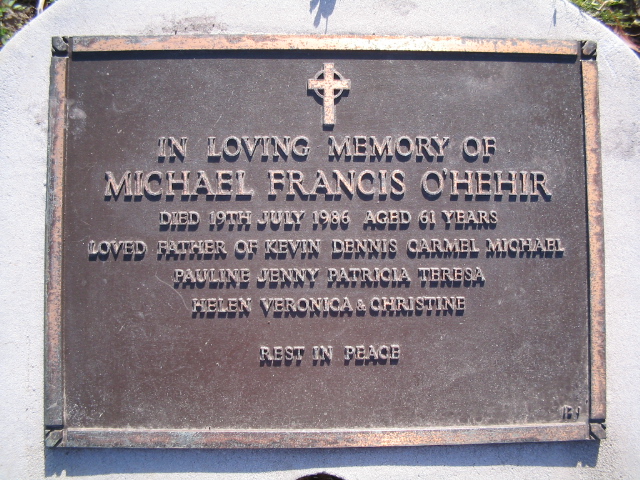 IN LOVING MEMORY OF
MICHAEL FRANCIS O'HEHIR
DIED 19TH JULY 1986 AGED 61 YEARS
LOVED FATHER OF KEVIN DENNIS CARMEL MICHAEL
PAULINE JENNY PATRICIA TERESA
HELEN VERONICA & CHRISTINE
REST IN PEACE